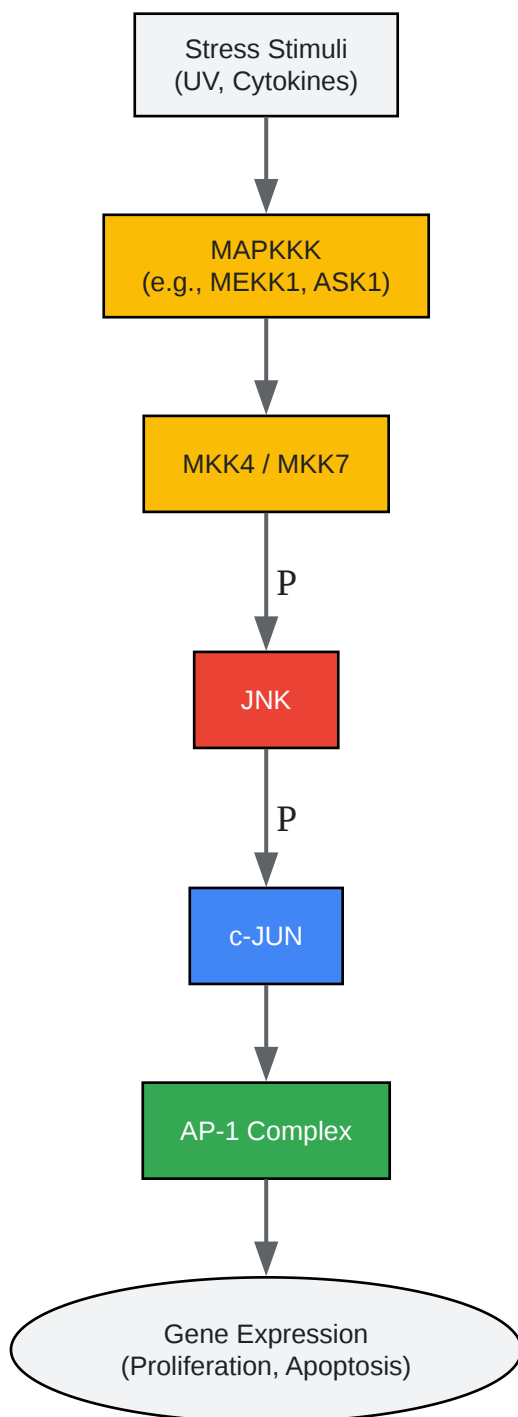 Stress Stimuli
(UV, Cytokines)
MAPKKK
(e.g., MEKK1, ASK1)
MKK4 / MKK7
P
JNK
P
c-JUN
AP-1 Complex
Gene Expression
(Proliferation, Apoptosis)